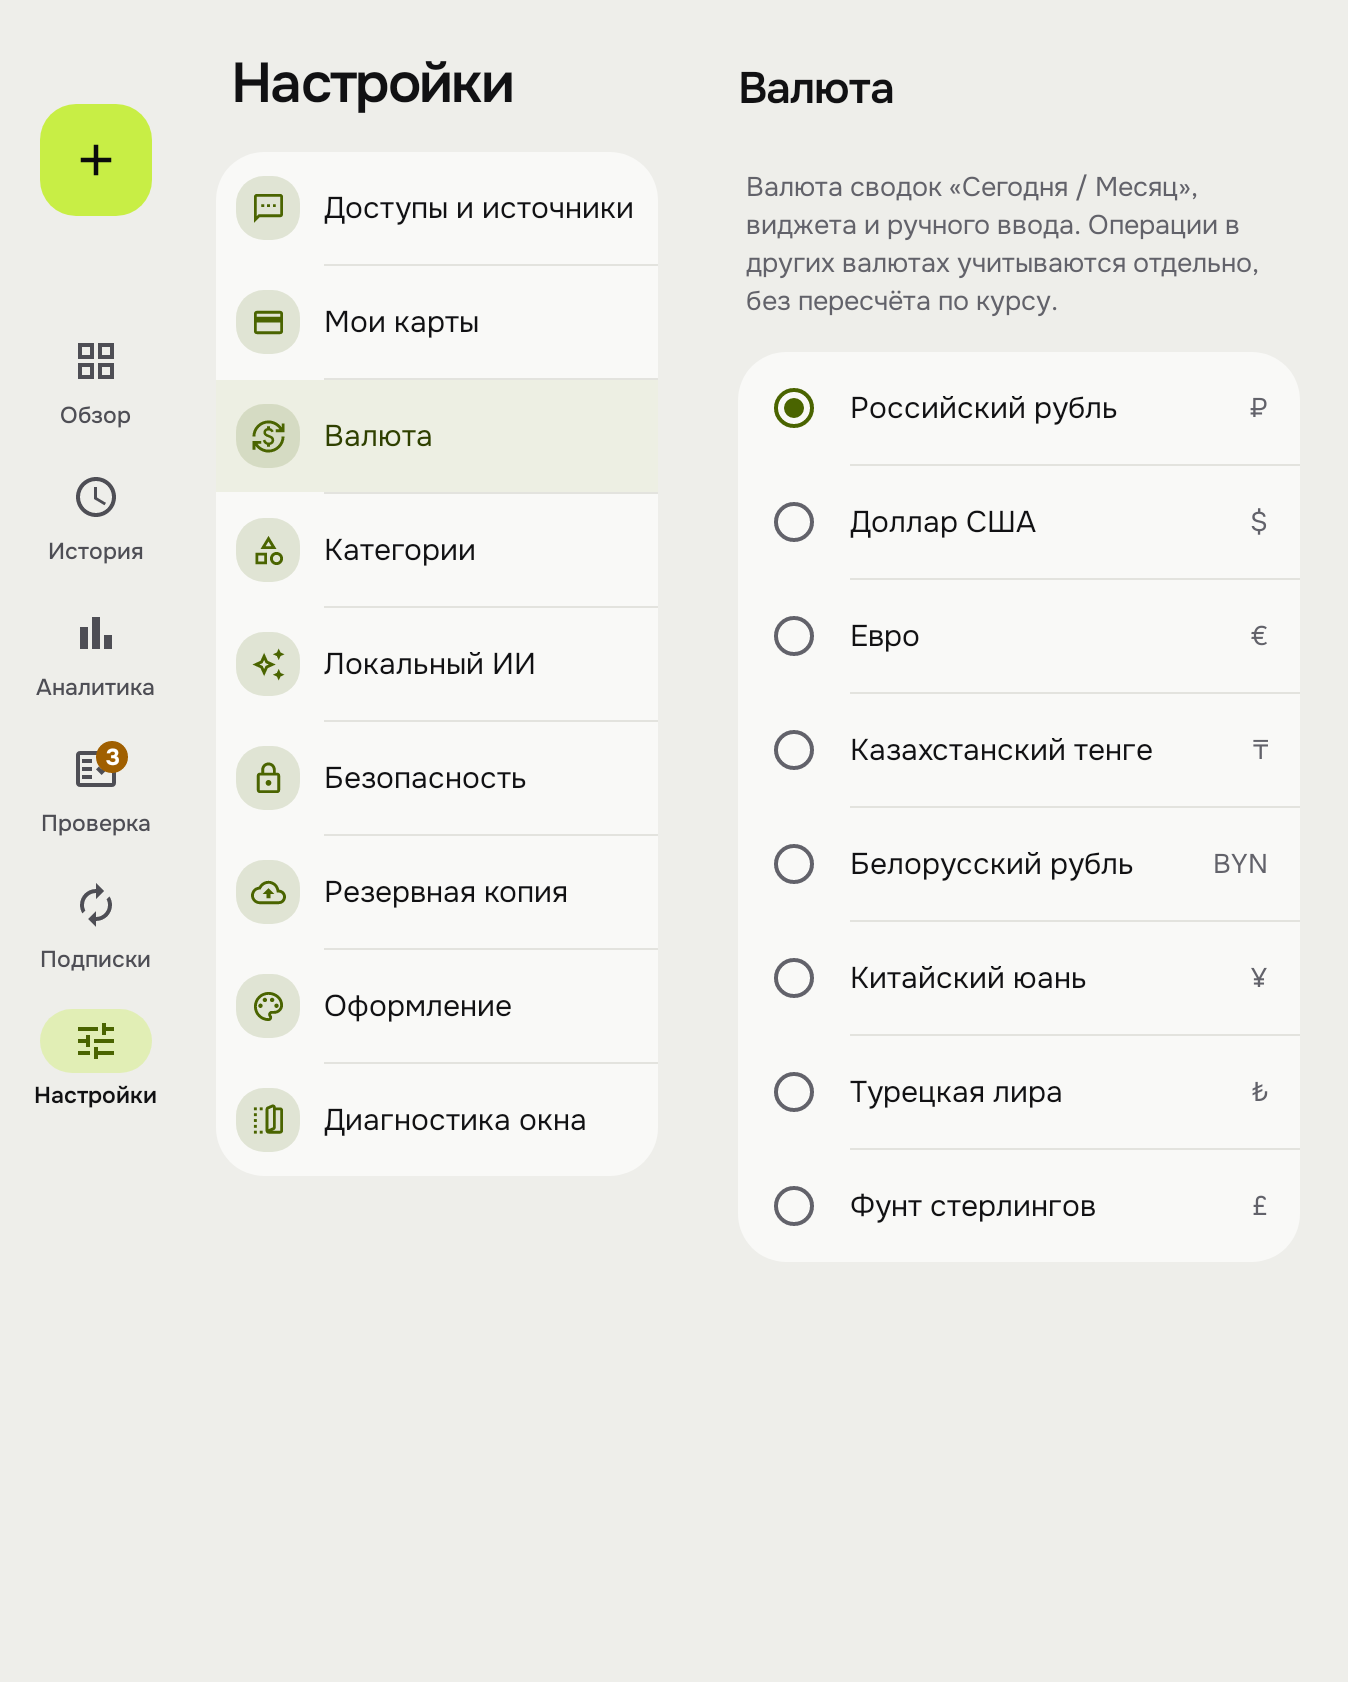 +
Обзор
История
Аналитика
3
Проверка
Подписки
Настройки
Настройки
Доступы и источники
Мои карты
Валюта
Категории
Локальный ИИ
Безопасность
Резервная копия
Оформление
Диагностика окна
Валюта
Валюта сводок «Сегодня / Месяц»,
виджета и ручного ввода. Операции в
других валютах учитываются отдельно,
без пересчёта по курсу.
Российский рубль ₽
Доллар США $
Евро €
Казахстанский тенге ₸
Белорусский рубль BYN
Китайский юань ¥
Турецкая лира ₺
Фунт стерлингов £